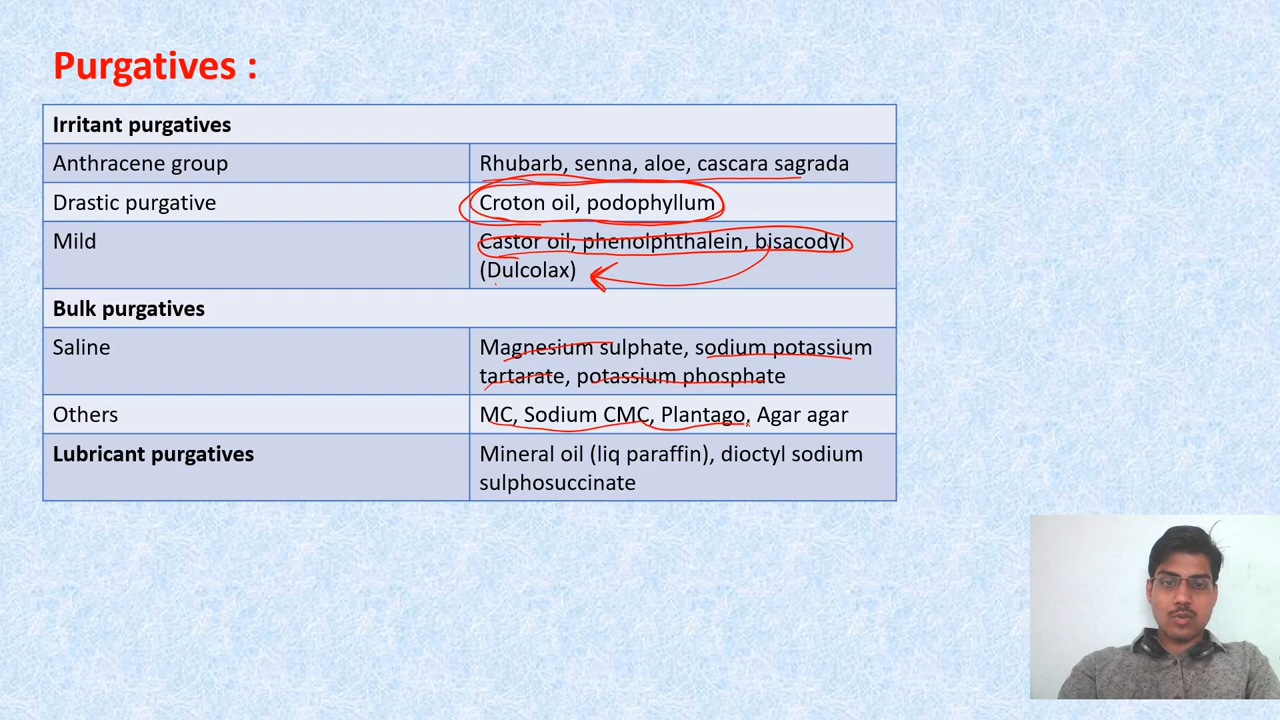 Purgatives :
Irritant purgatives
Anthracene group
Rhubarb, senna, aloe, cascara sagrada
Drastic purgative
Croton oil, podophyllum
Mild
Castor oil, phenolphthalein, bisacodyl
(Dulcolax)
Bulk purgatives
Saline
Magnesium sulphate, sodium potassium
tartarate, potassium phosphate
Others
MC, Sodium CMC, Plantago, Agar agar
Lubricant purgatives
Mineral oil (liq paraffin), dioctyl sodium
sulphosuccinate